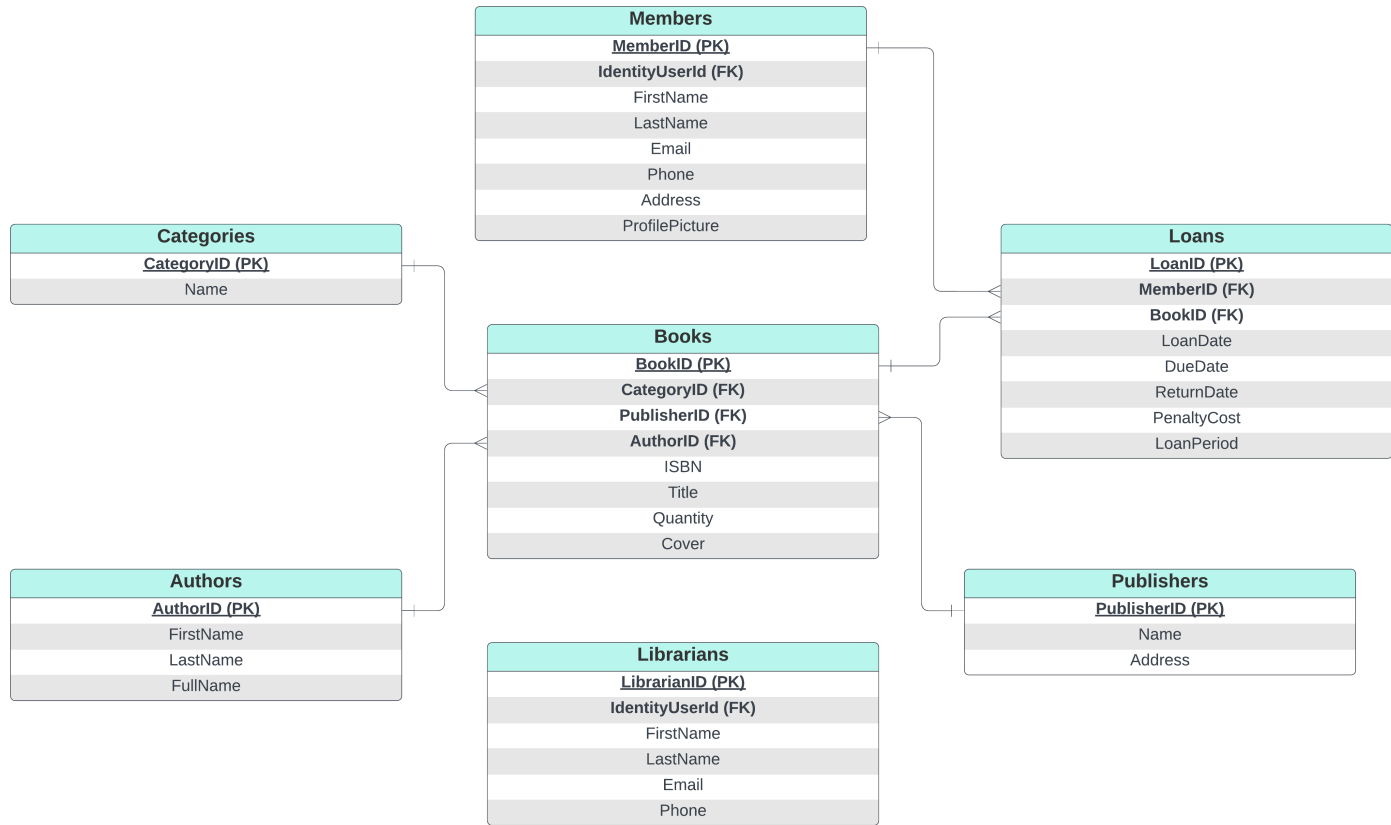 Members
MemberID (PK)
IdentityUserId (FK)
FirstName
LastName
Email
Phone
Address
ProfilePicture
Categories
CategoryID (PK)
Name
Loans
LoanID (PK)
MemberID (FK)
BookID (FK)
LoanDate
DueDate
ReturnDate
PenaltyCost
LoanPeriod
Books
BookID (PK)
CategoryID (FK)
PublisherID (FK)
AuthorID (FK)
ISBN
Title
Quantity
Cover
Authors
AuthorID (PK)
FirstName
LastName
FullName
Publishers
PublisherID (PK)
Name
Address
Librarians
LibrarianID (PK)
IdentityUserId (FK)
FirstName
LastName
Email
Phone